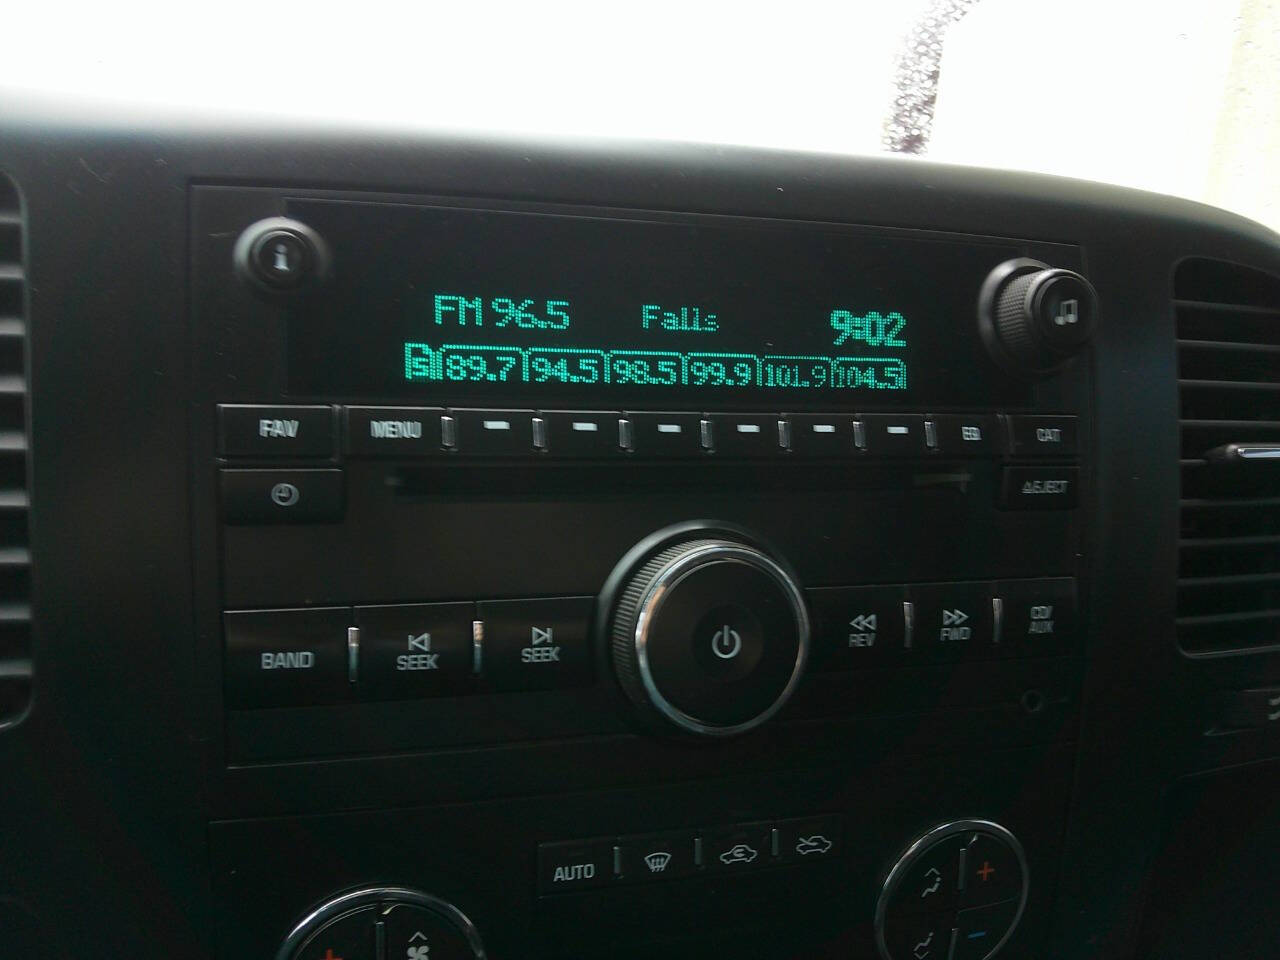 i
FM 96.5 Falls 9:02
89.7 94.5 98.5 99.9 101.9 104.5
FAV MENU EQ CAT
EJECT
BAND SEEK SEEK REV FWD CD/AUX
AUTO